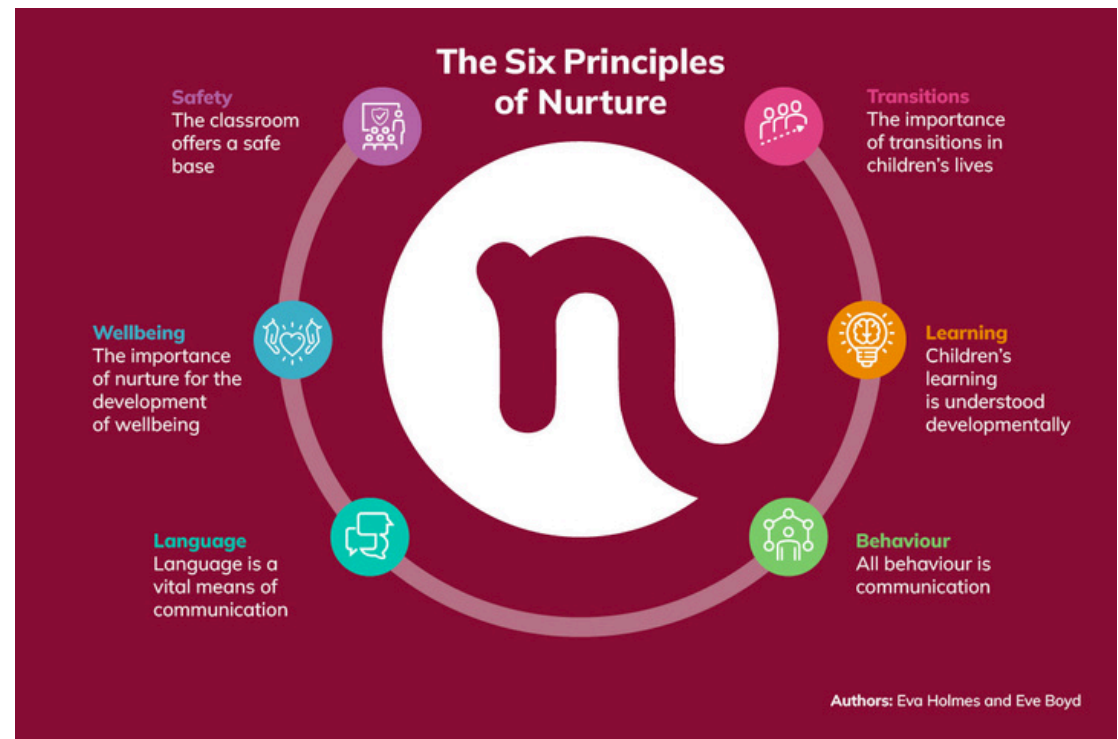 The Six Principles
of Nurture
Safety
The classroom
offers a safe
base
Transitions
The importance
of transitions in
children's lives
Wellbeing
The importance
of nurture for the
development
of wellbeing
Learning
Children's
learning
is understood
developmentally
Language
Language is a
vital means of
communication
Behaviour
All behaviour is
communication
n
Authors: Eva Holmes and Eve Boyd